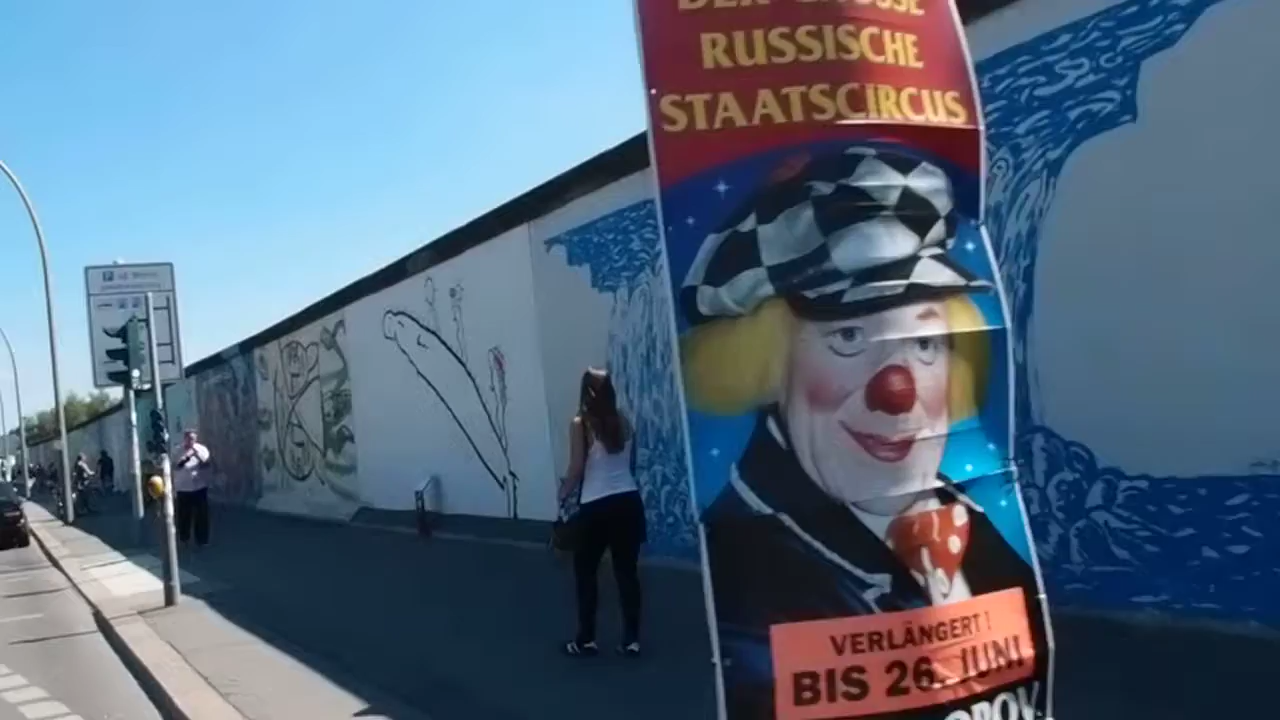 RUSSISCHE
STAATSCIRCUS
VERLÄNGERT!
BIS 26. JUNI